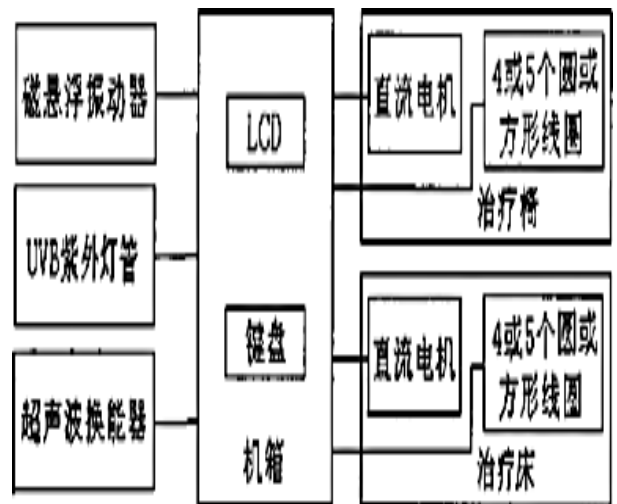 磁悬浮振动器
UVB紫外灯管
超声波换能器
LCD
键盘
机箱
直流电机
4或5个圆或
方形线圈
治疗椅
直流电机
4或5个圆或
方形线圈
治疗床